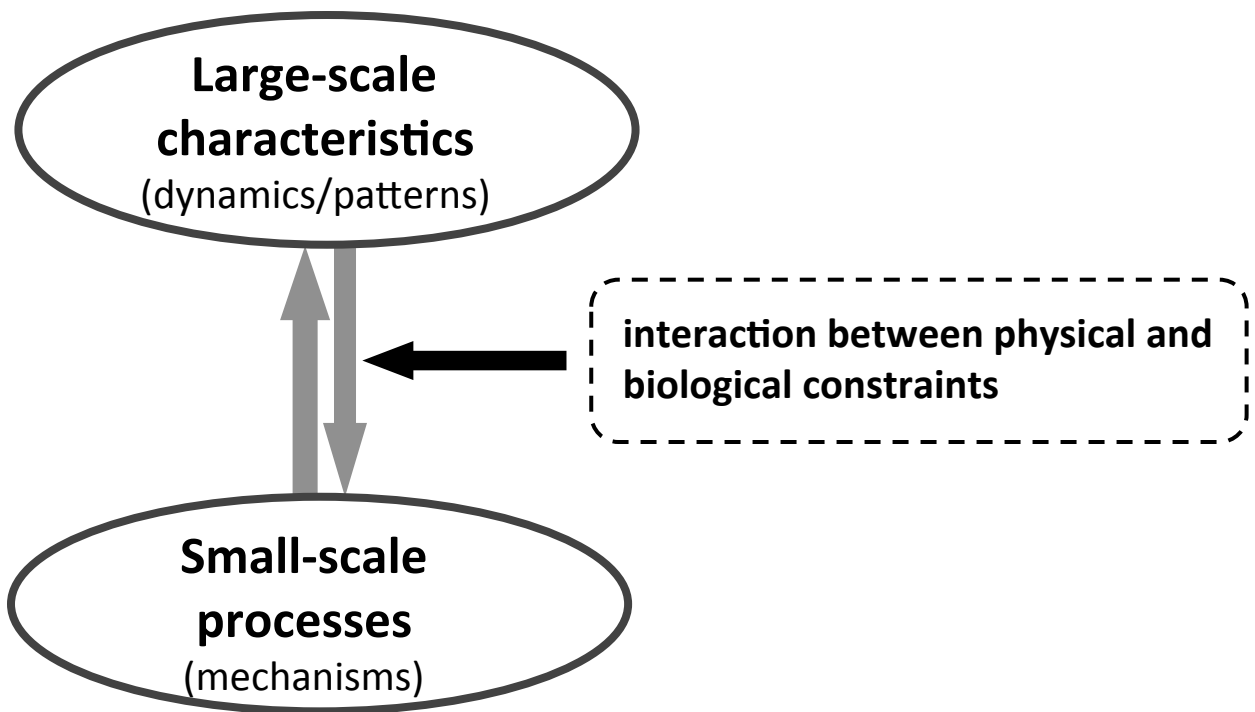 Large-scale
characteristics
(dynamics/patterns)
interaction between physical and
biological constraints
Small-scale
processes
(mechanisms)